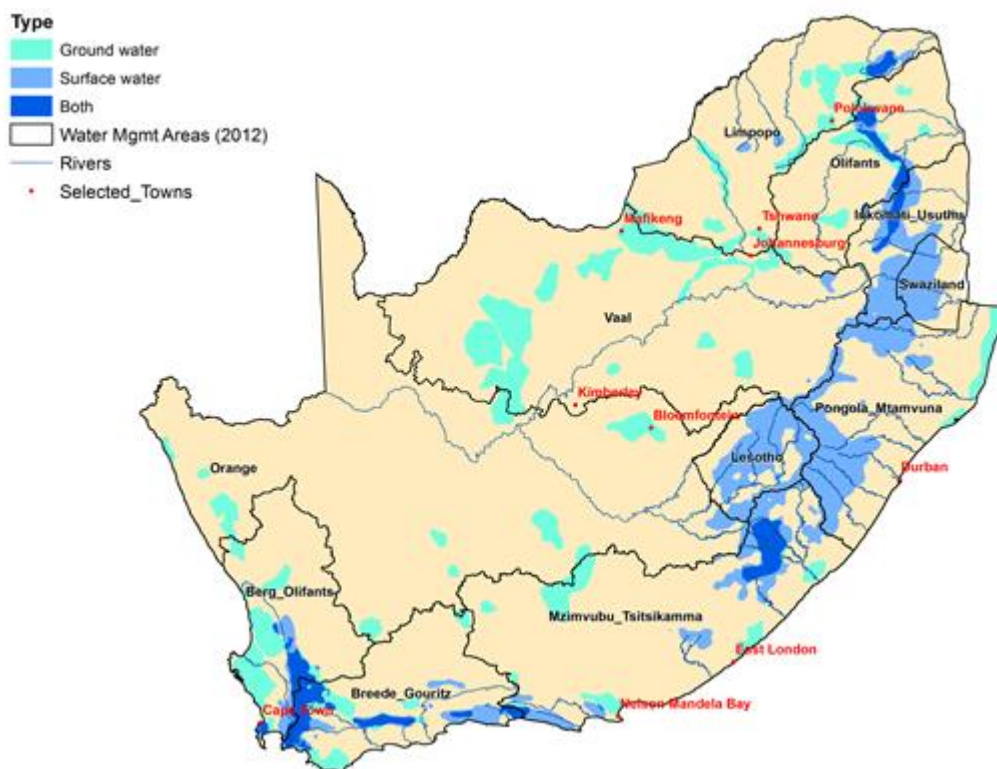 Type
Ground water
Surface water
Both
Water Mgmt Areas (2012)
Rivers
Selected_Towns
Polokwane
Limpopo
Olifants
Mafikeng
Tshwane
Inkomati_Usuthu
Johannesburg
Swaziland
Vaal
Kimberley
Pongola_Mtamvuna
Bloemfontein
Lesotho
Orange
Durban
Berg_Olifants
Mzimvubu_Tsitsikamma
East London
Breede_Gouritz
Nelson Mandela Bay
Cape Town